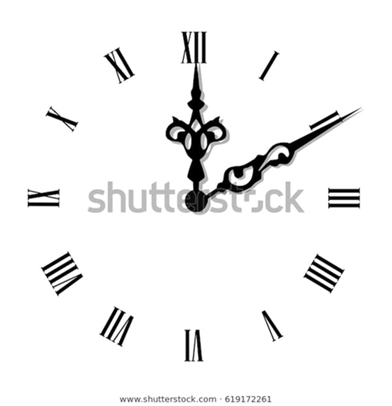 XII
XI I
X II
IX shutterstock III
VIII IIII
VII V
VI
www.shutterstock.com · 619172261